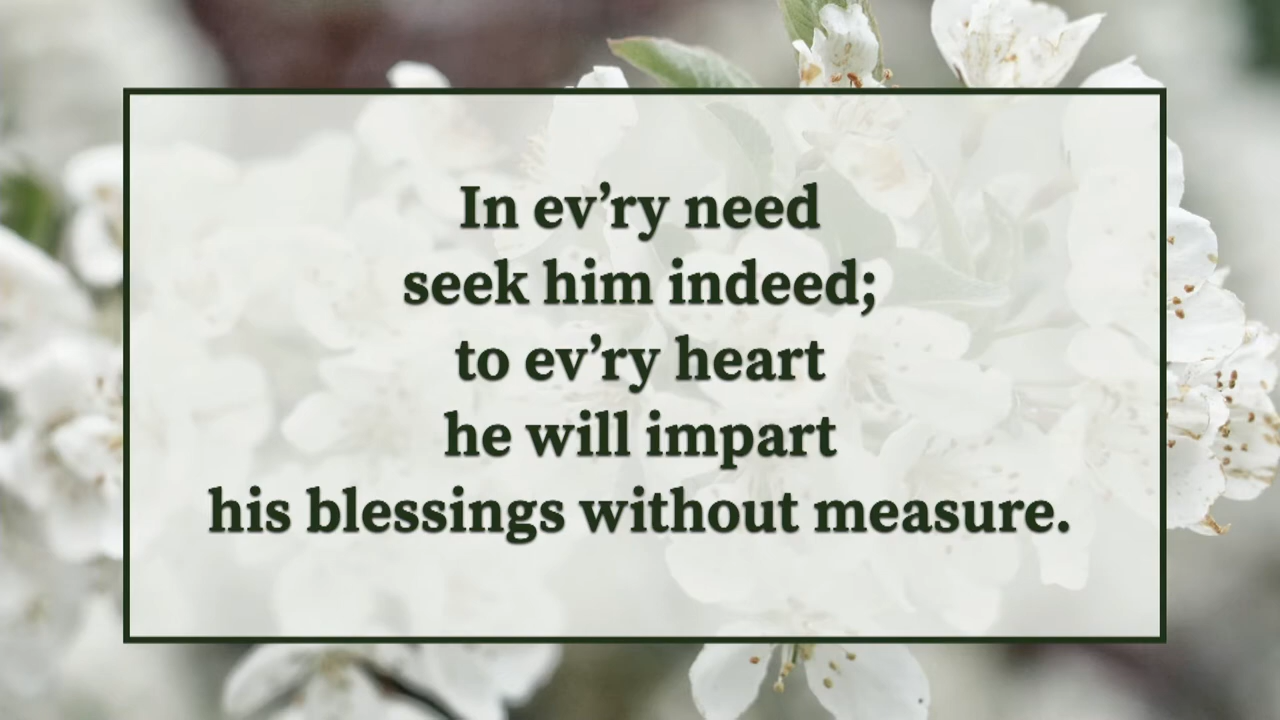 In ev’ry need
seek him indeed;
to ev’ry heart
he will impart
his blessings without measure.